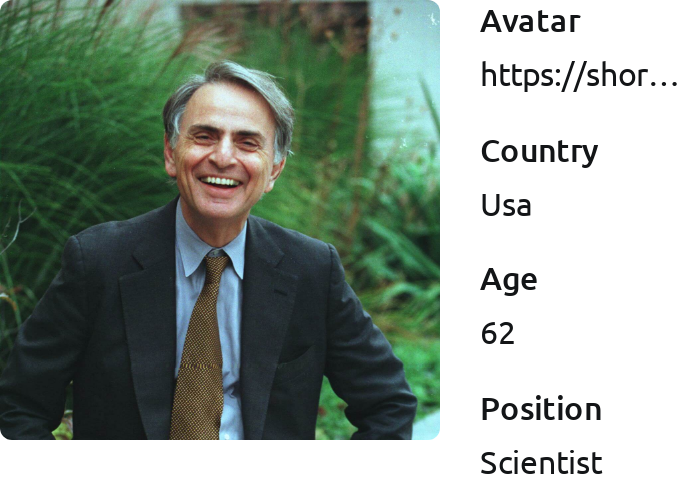 Avatar
https://shor...
Country
Usa
Age
62
Position
Scientist